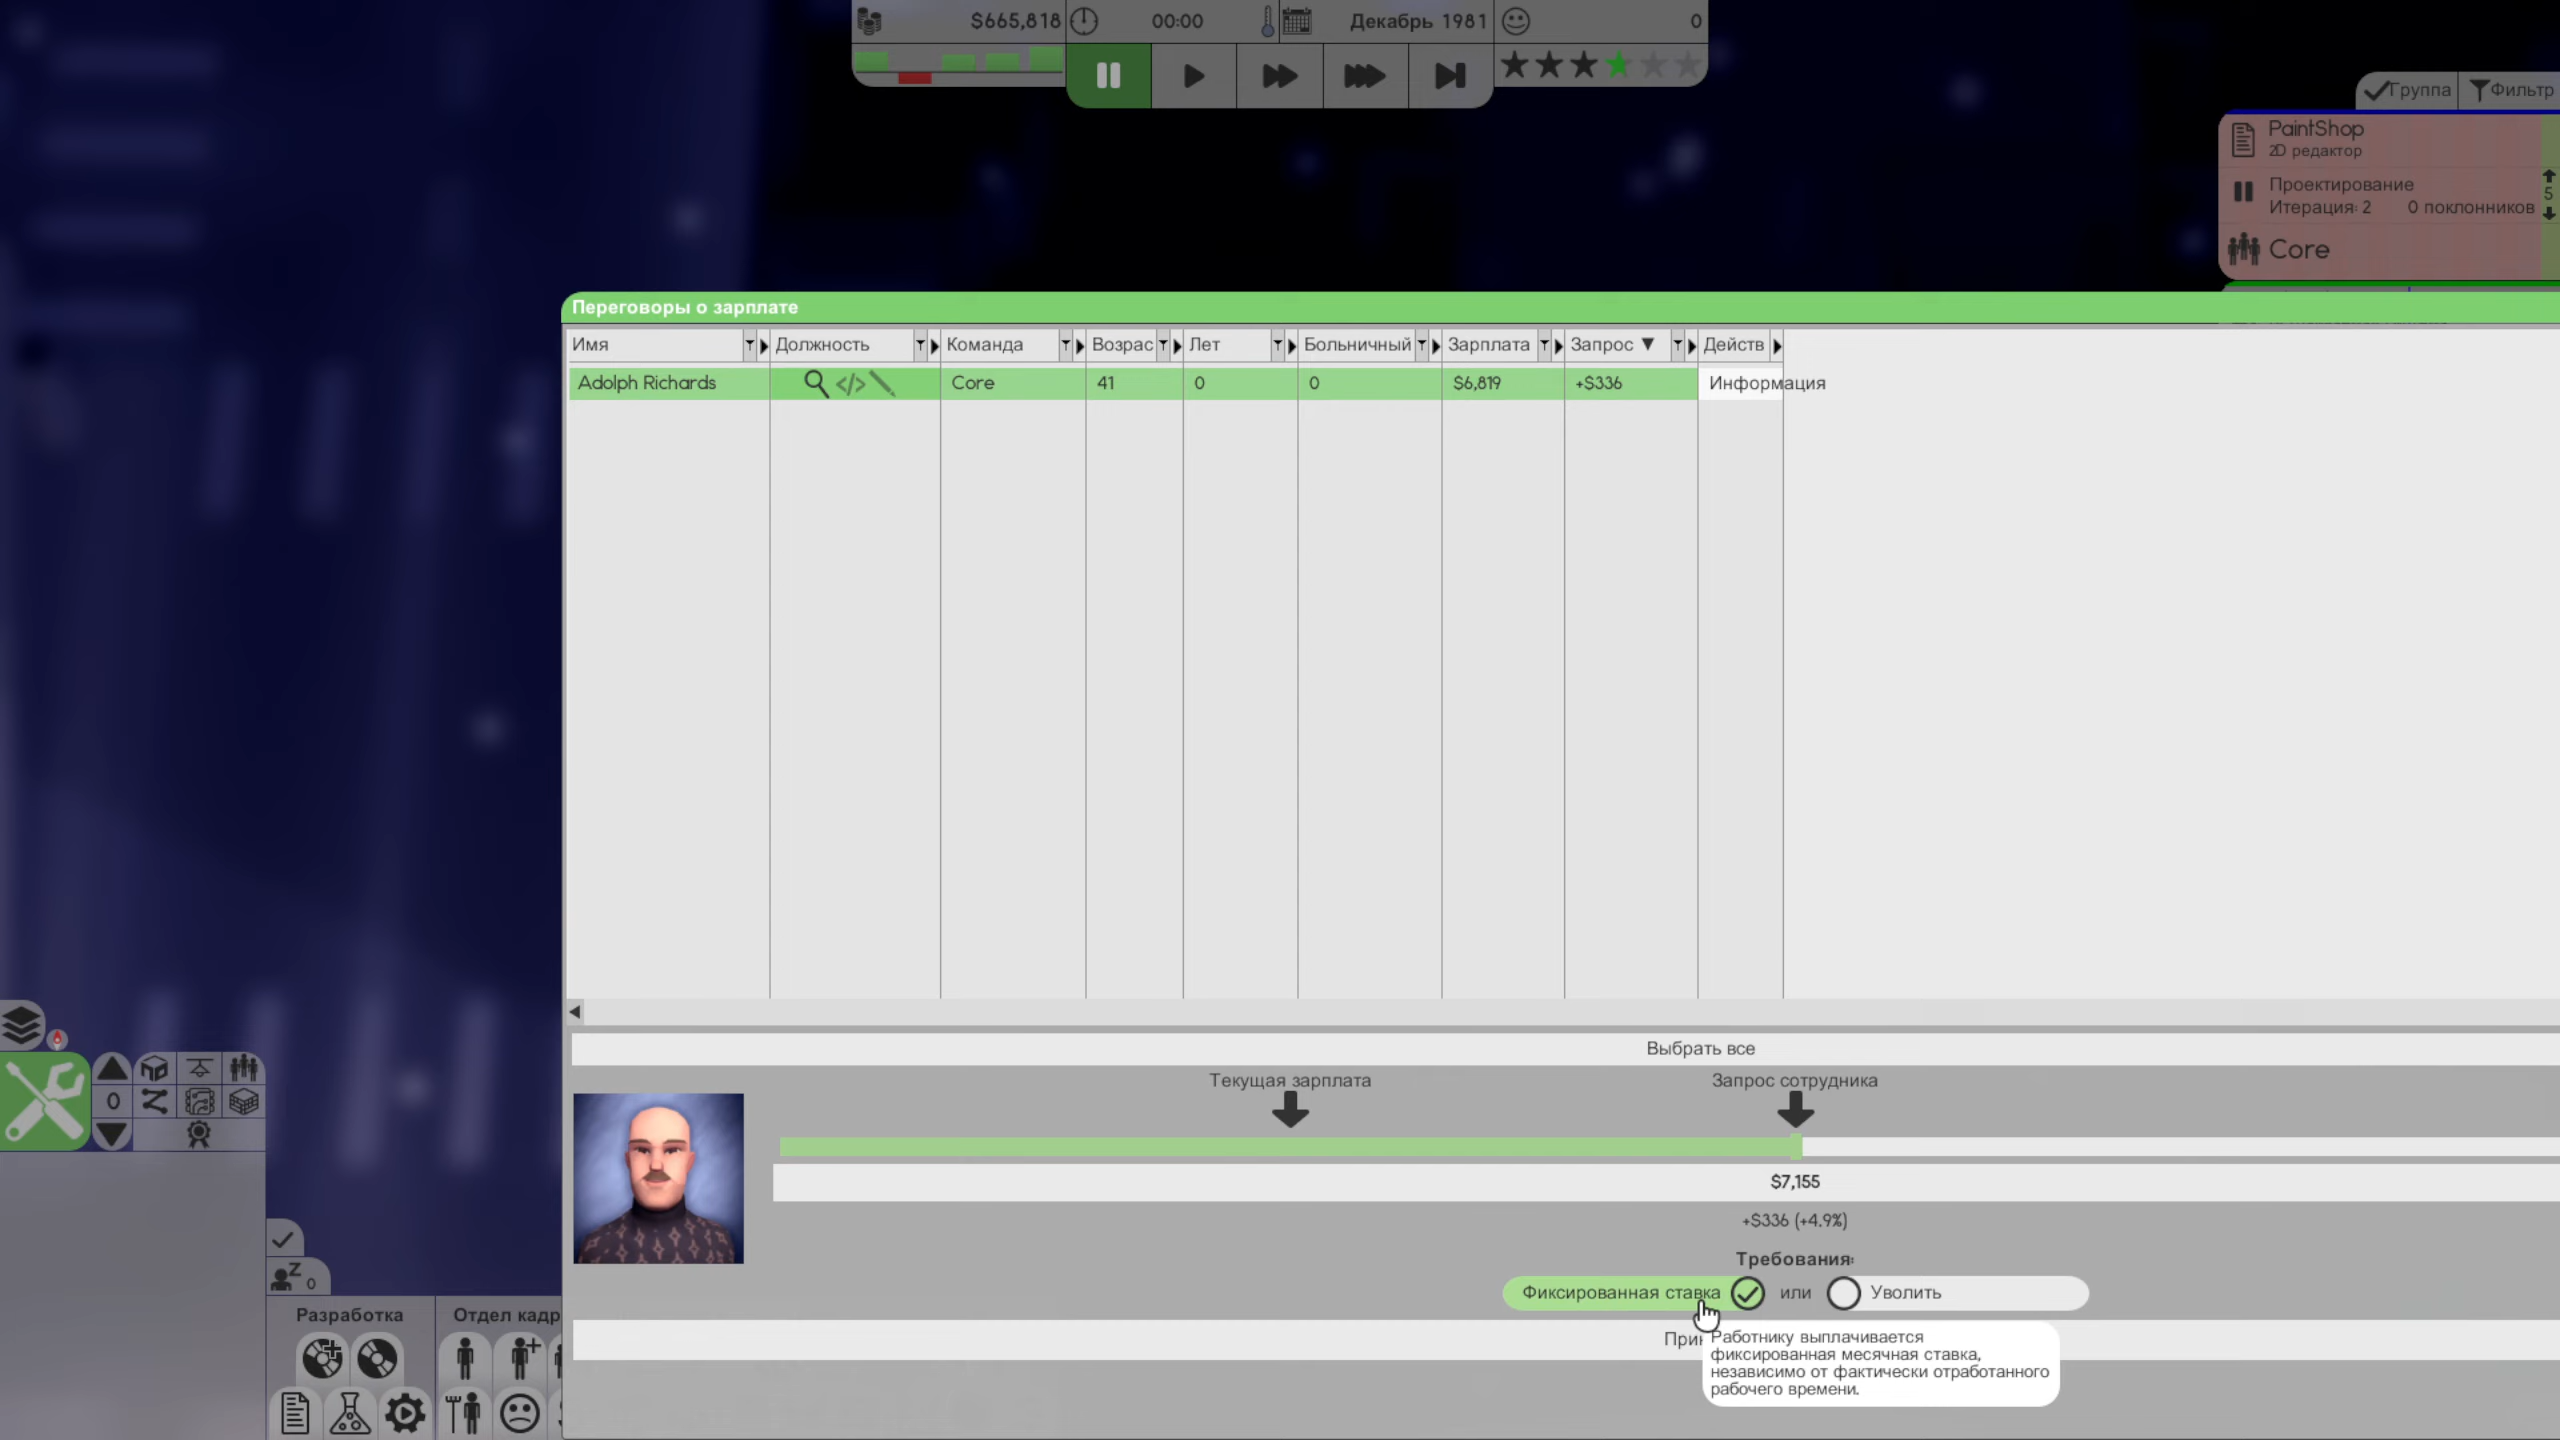 $665,818
00:00
Декабрь 1981
0
Группа
Фильтр
PaintShop
2D редактор
Проектирование
Итерация: 2 0 поклонников
5
Core
Переговоры о зарплате
Имя Должность Команда Возрас Лет Больничный Зарплата Запрос ▼ Действ
Adolph Richards Core 41 0 0 $6,819 +$336 Информация
Выбрать все
Текущая зарплата Запрос сотрудника
$7,155
+$336 (+4.9%)
Требования:
Фиксированная ставка или Уволить
При
Работнику выплачивается
фиксированная месячная ставка,
независимо от фактически отработанного
рабочего времени.
0
Z 0
Разработка
Отдел кадр